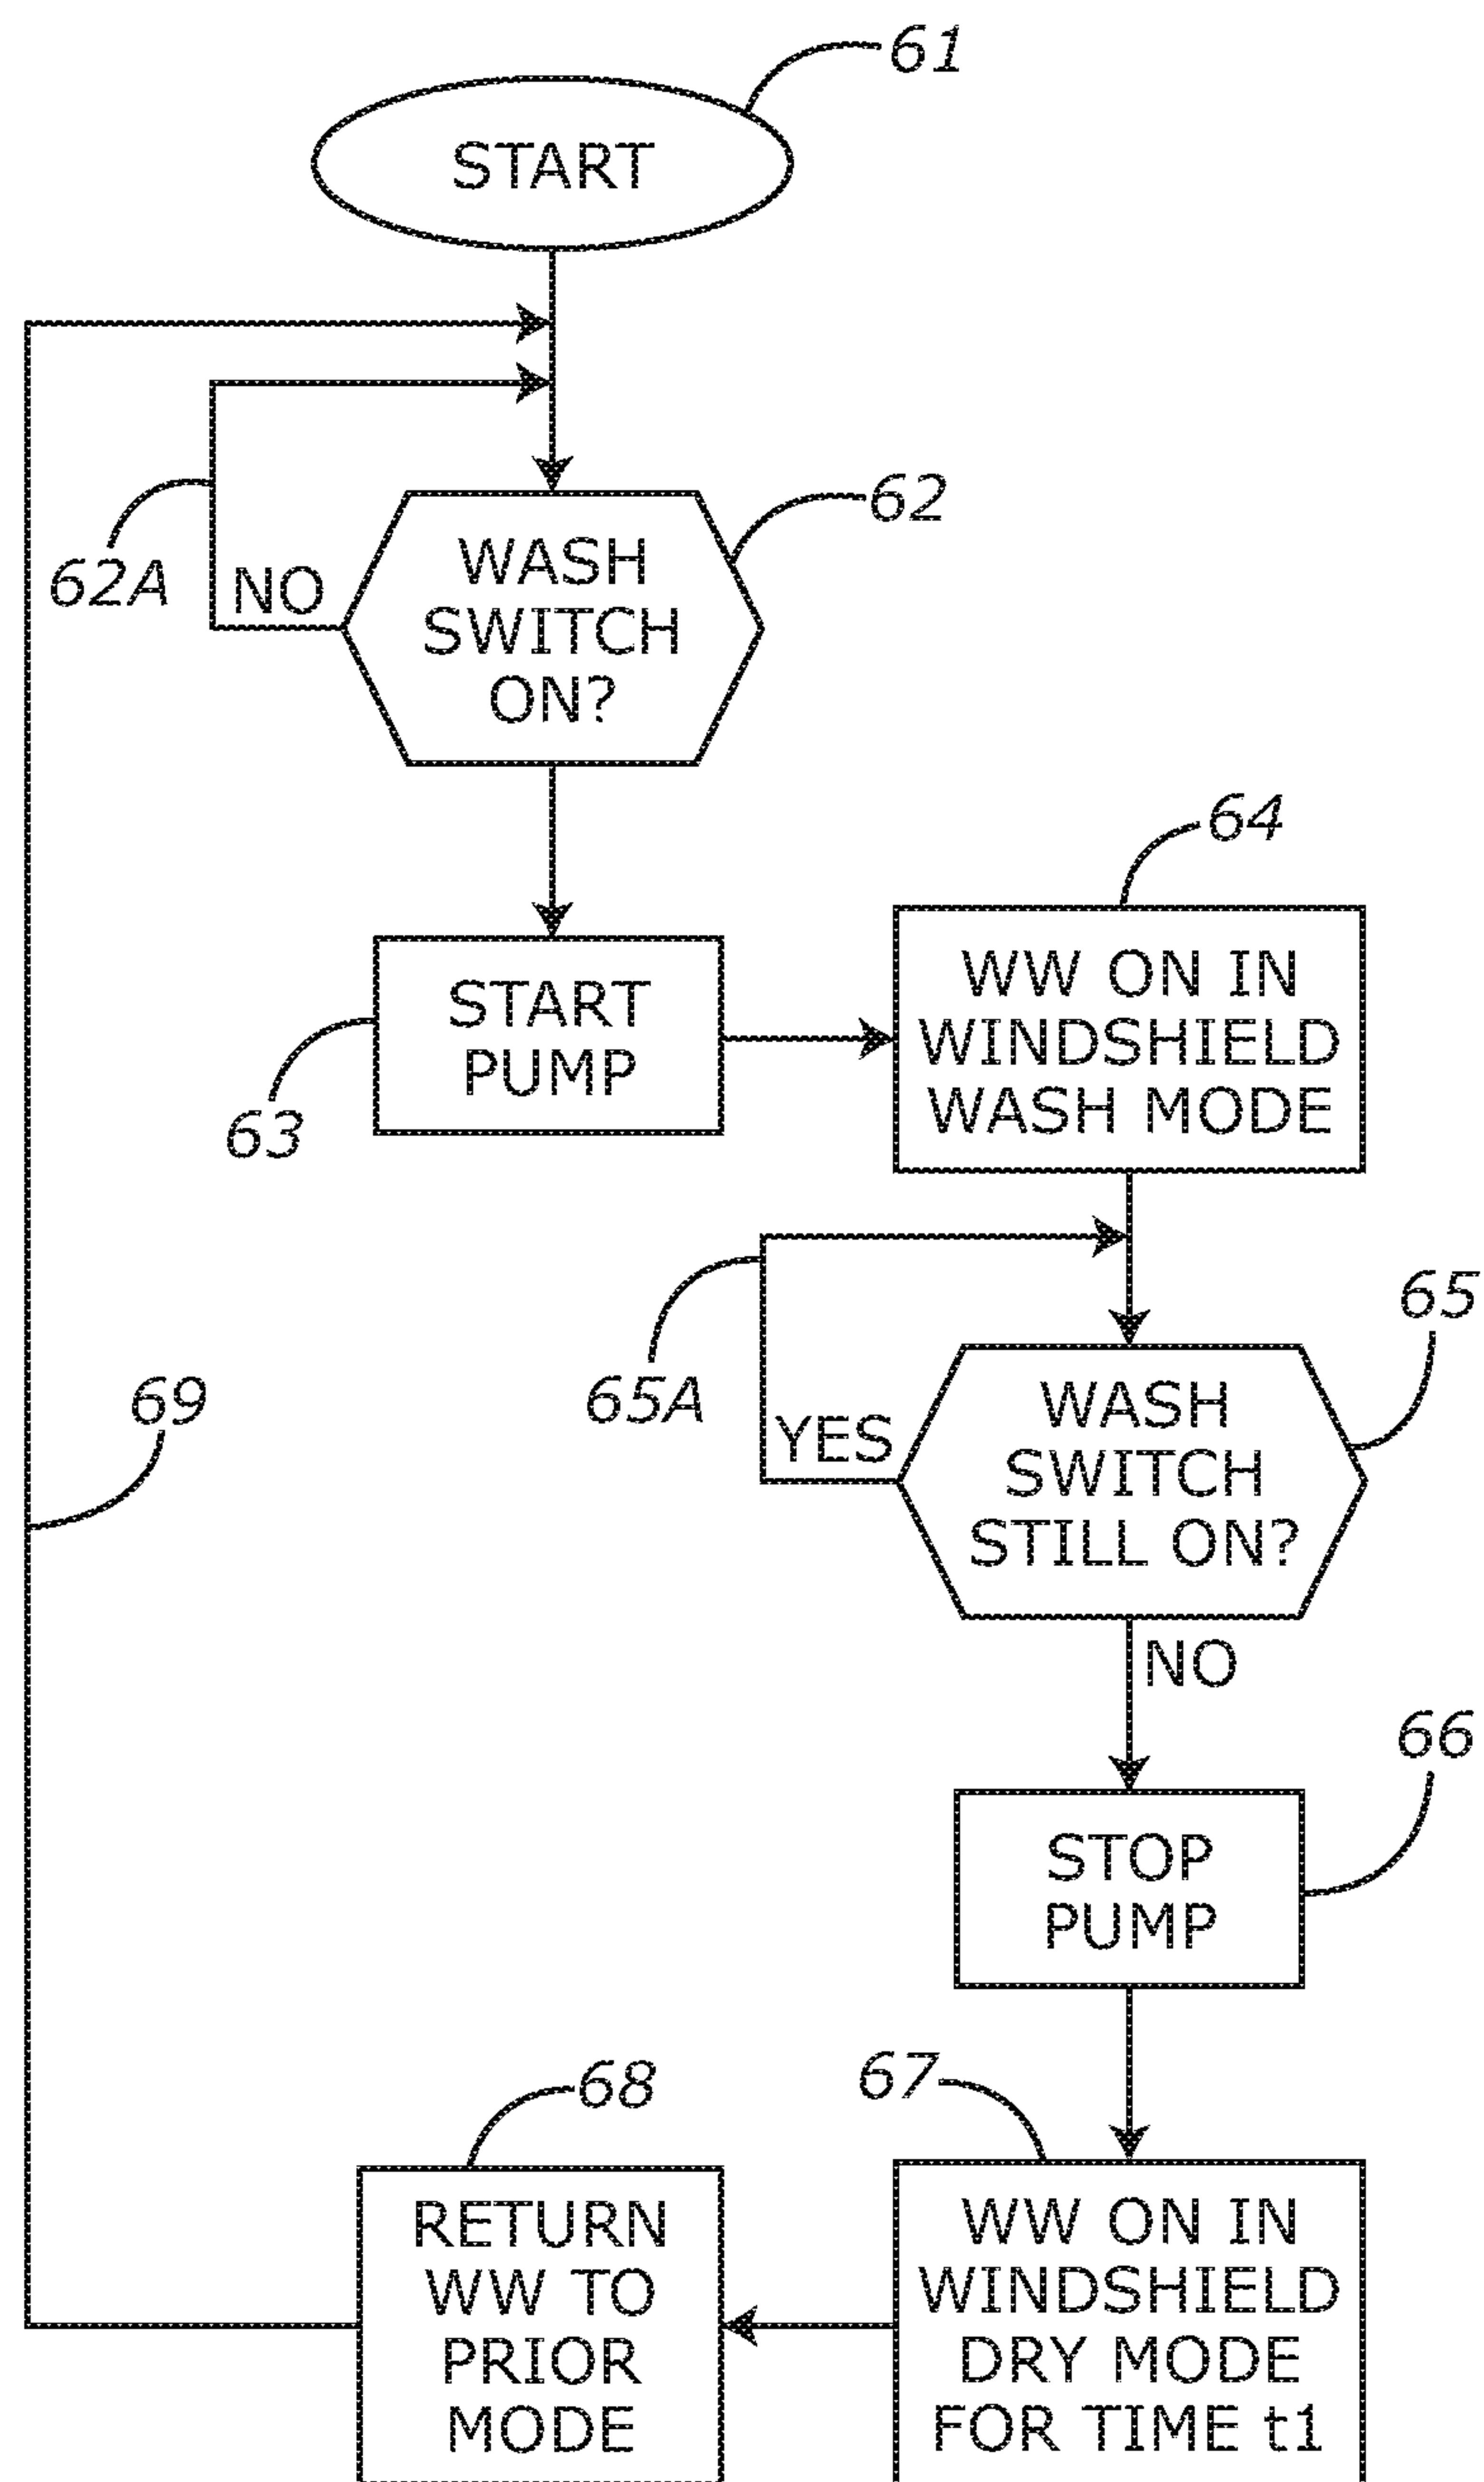 61
START
62
62A
NO
WASH
SWITCH
ON?
64
START
PUMP
63
WW ON IN
WINDSHIELD
WASH MODE
65
65A
YES
WASH
SWITCH
STILL ON?
69
NO
66
STOP
PUMP
68
67
RETURN
WW TO
PRIOR
MODE
WW ON IN
WINDSHIELD
DRY MODE
FOR TIME t1